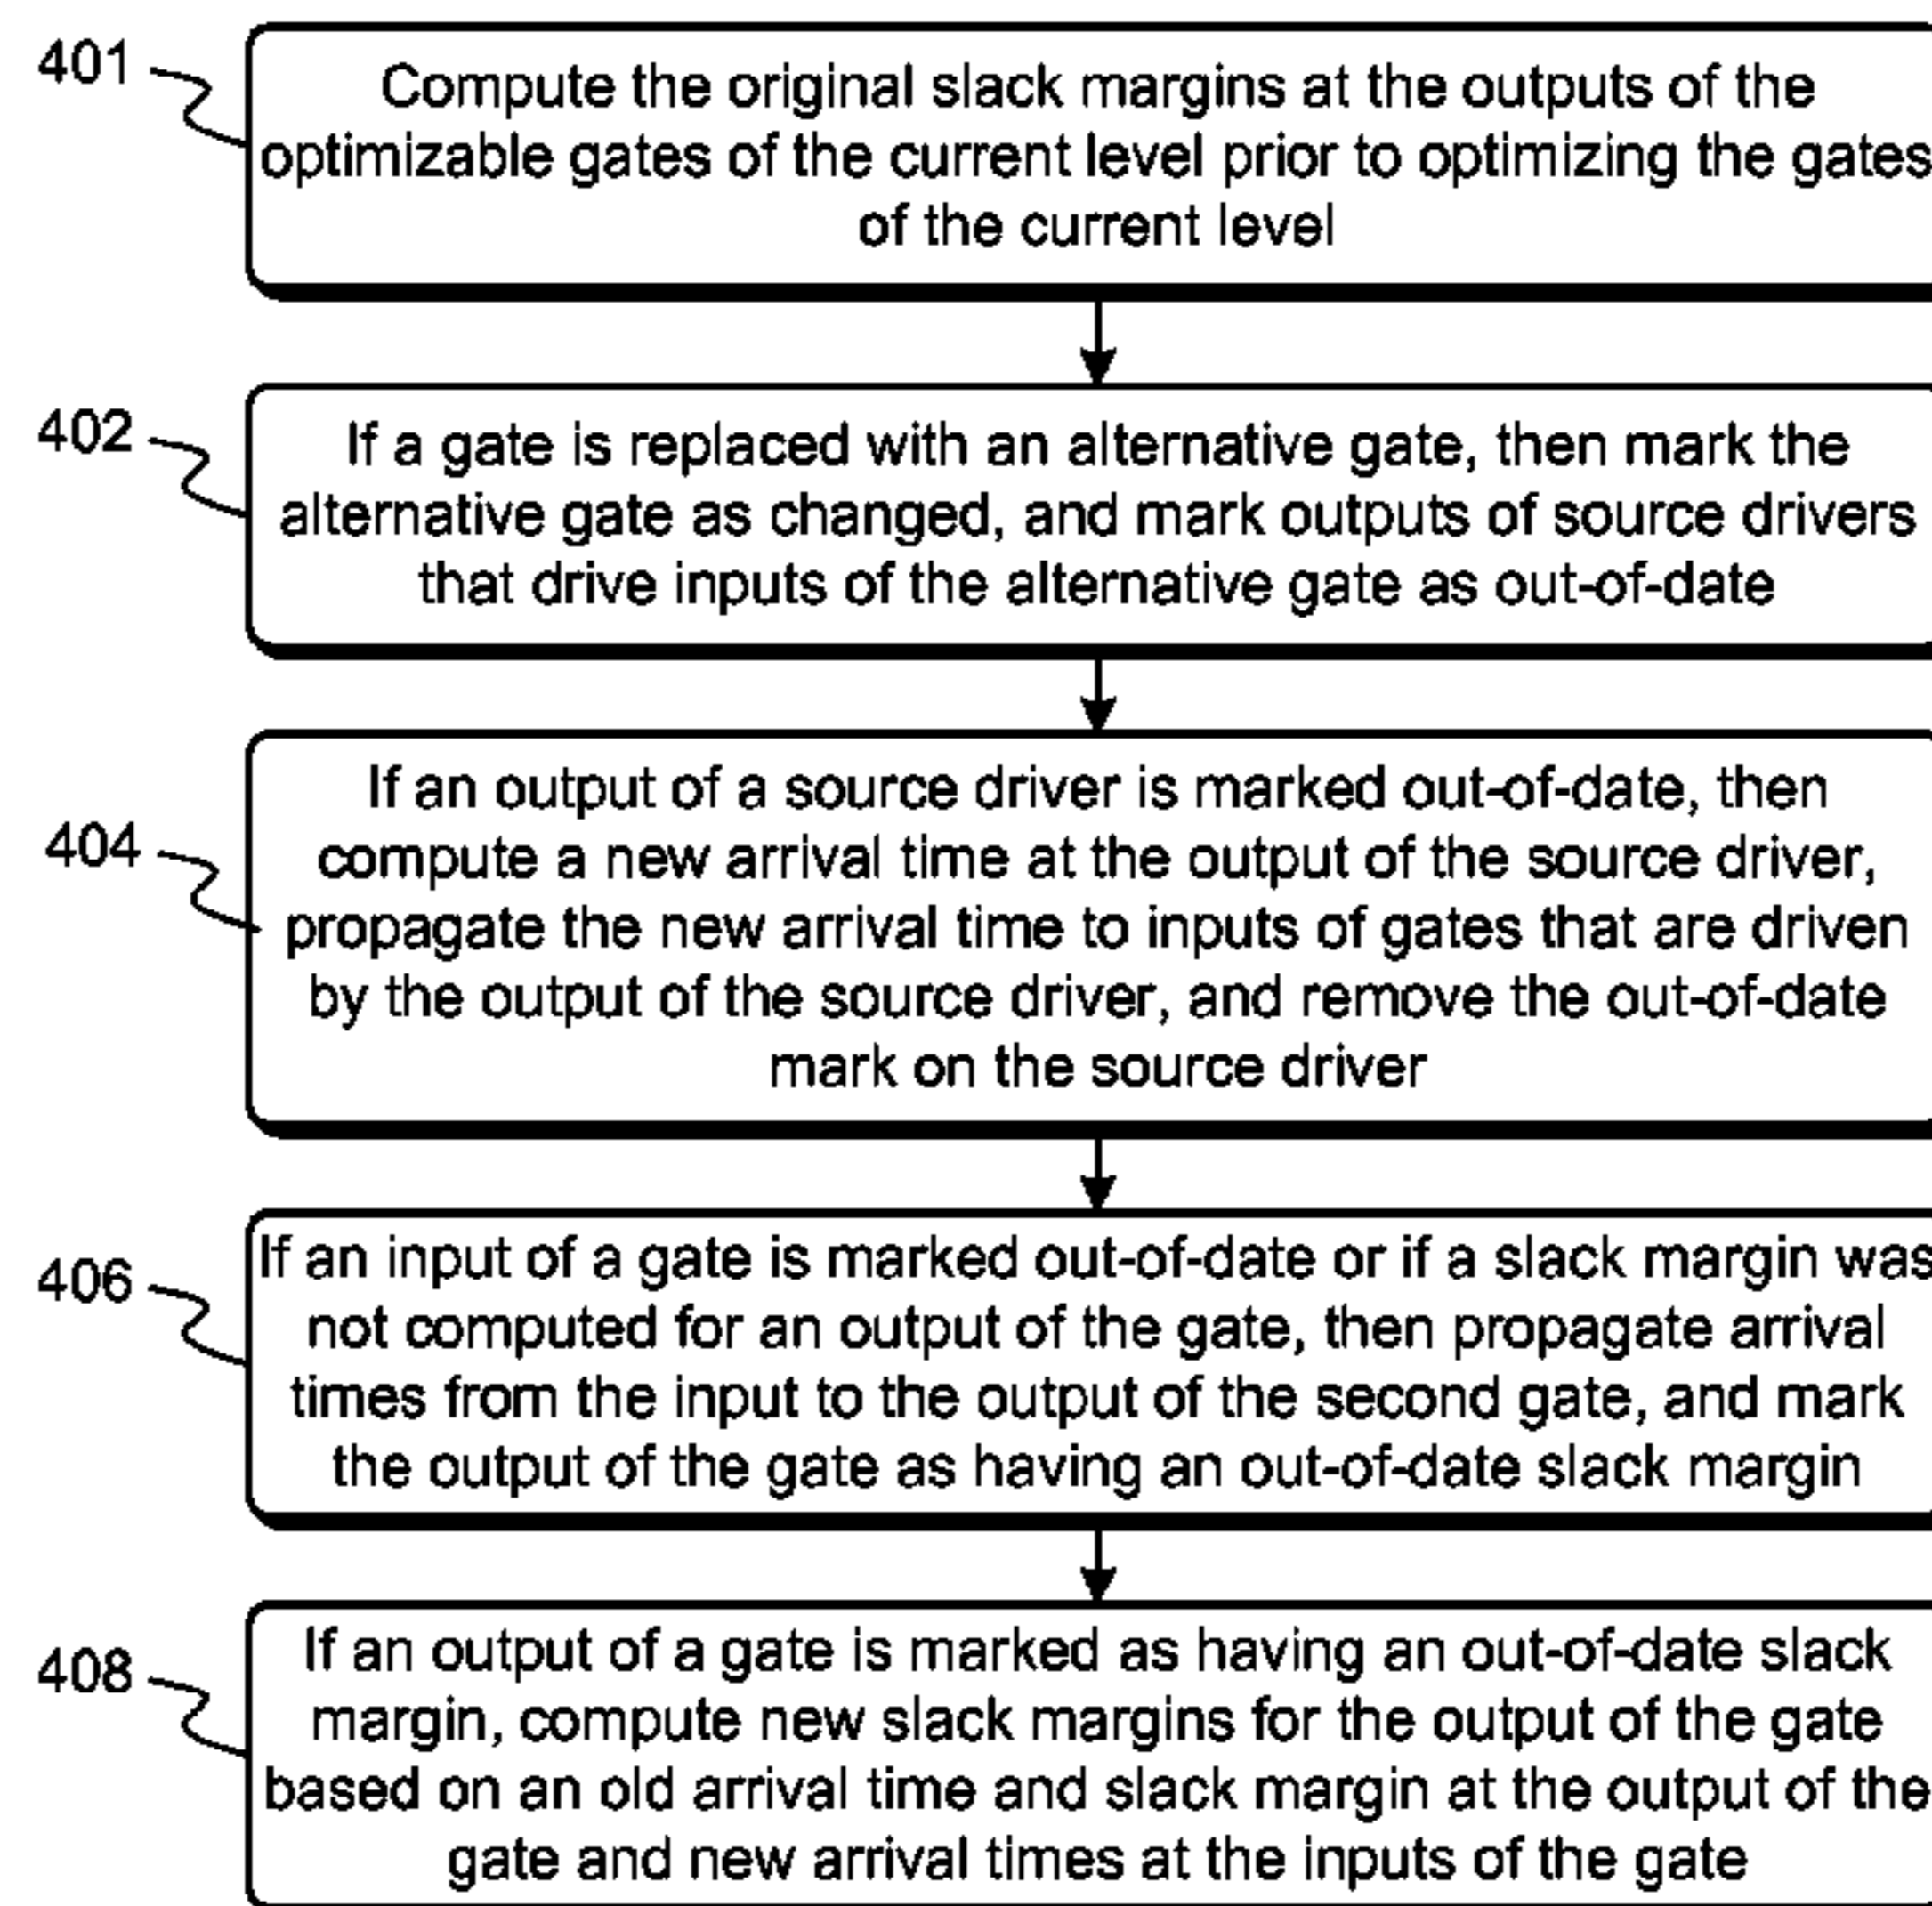 401
Compute the original slack margins at the outputs of the
optimizable gates of the current level prior to optimizing the gates
of the current level
402
If a gate is replaced with an alternative gate, then mark the
alternative gate as changed, and mark outputs of source drivers
that drive inputs of the alternative gate as out-of-date
404
If an output of a source driver is marked out-of-date, then
compute a new arrival time at the output of the source driver,
propagate the new arrival time to inputs of gates that are driven
by the output of the source driver, and remove the out-of-date
mark on the source driver
406
If an input of a gate is marked out-of-date or if a slack margin was
not computed for an output of the gate, then propagate arrival
times from the input to the output of the second gate, and mark
the output of the gate as having an out-of-date slack margin
408
If an output of a gate is marked as having an out-of-date slack
margin, compute new slack margins for the output of the gate
based on an old arrival time and slack margin at the output of the
gate and new arrival times at the inputs of the gate